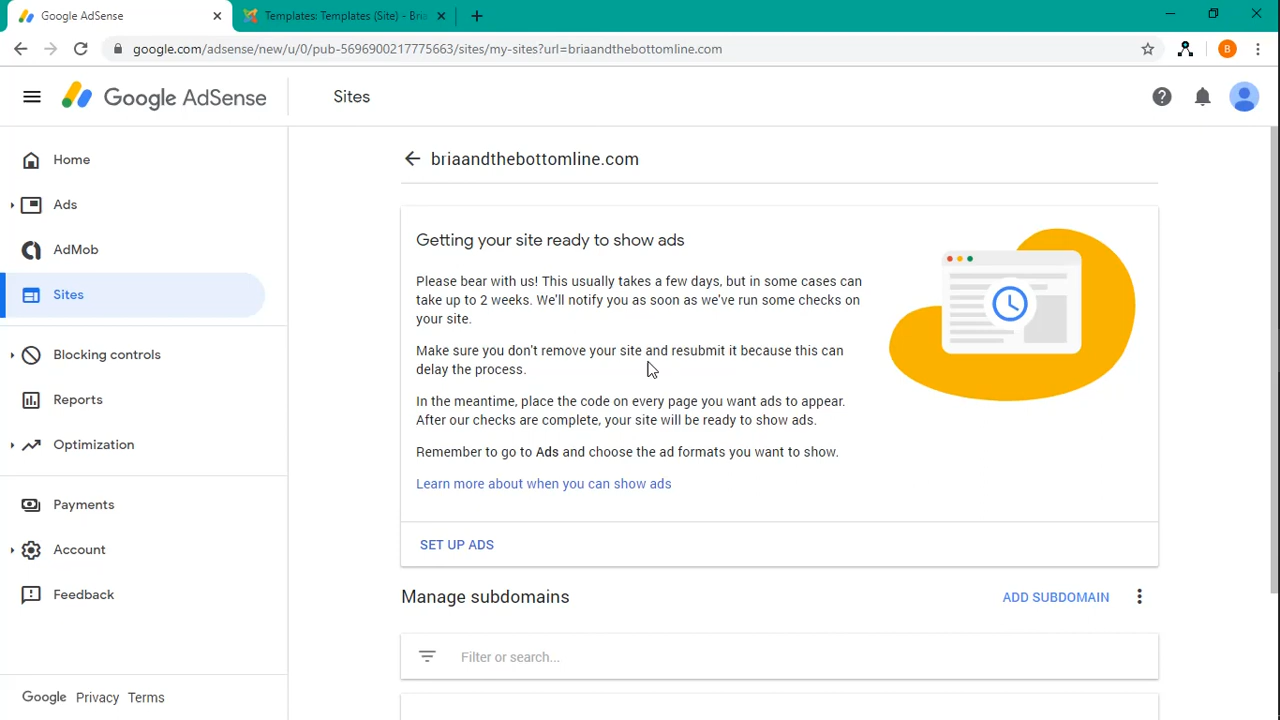 Google AdSense
Templates: Templates (Site) - Bria
google.com/adsense/new/u/0/pub-5696900217775663/sites/my-sites?url=briaandthebottomline.com
B
Google AdSense
Sites
Home
Ads
AdMob
Sites
Blocking controls
Reports
Optimization
Payments
Account
Feedback
Google Privacy Terms
briaandthebottomline.com
Getting your site ready to show ads
Please bear with us! This usually takes a few days, but in some cases can
take up to 2 weeks. We'll notify you as soon as we've run some checks on
your site.
Make sure you don't remove your site and resubmit it because this can
delay the process.
In the meantime, place the code on every page you want ads to appear.
After our checks are complete, your site will be ready to show ads.
Remember to go to Ads and choose the ad formats you want to show.
Learn more about when you can show ads
SET UP ADS
Manage subdomains
ADD SUBDOMAIN
Filter or search...